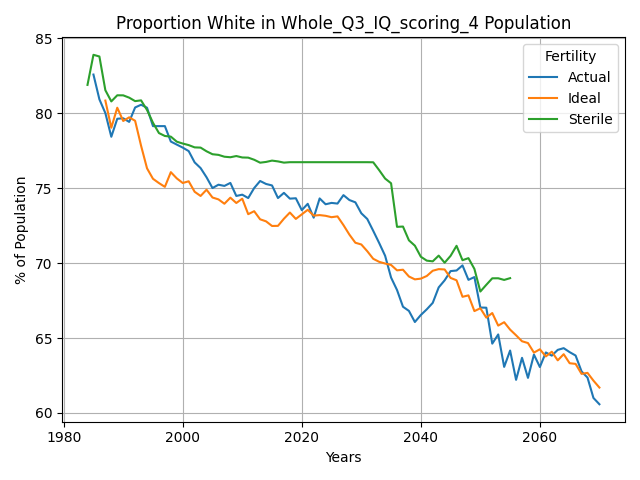 Proportion White in Whole_Q3_IQ_scoring_4 Population
% of Population
85
80
75
70
65
60
1980
2000
2020
2040
2060
Years
Fertility
Actual
Ideal
Sterile